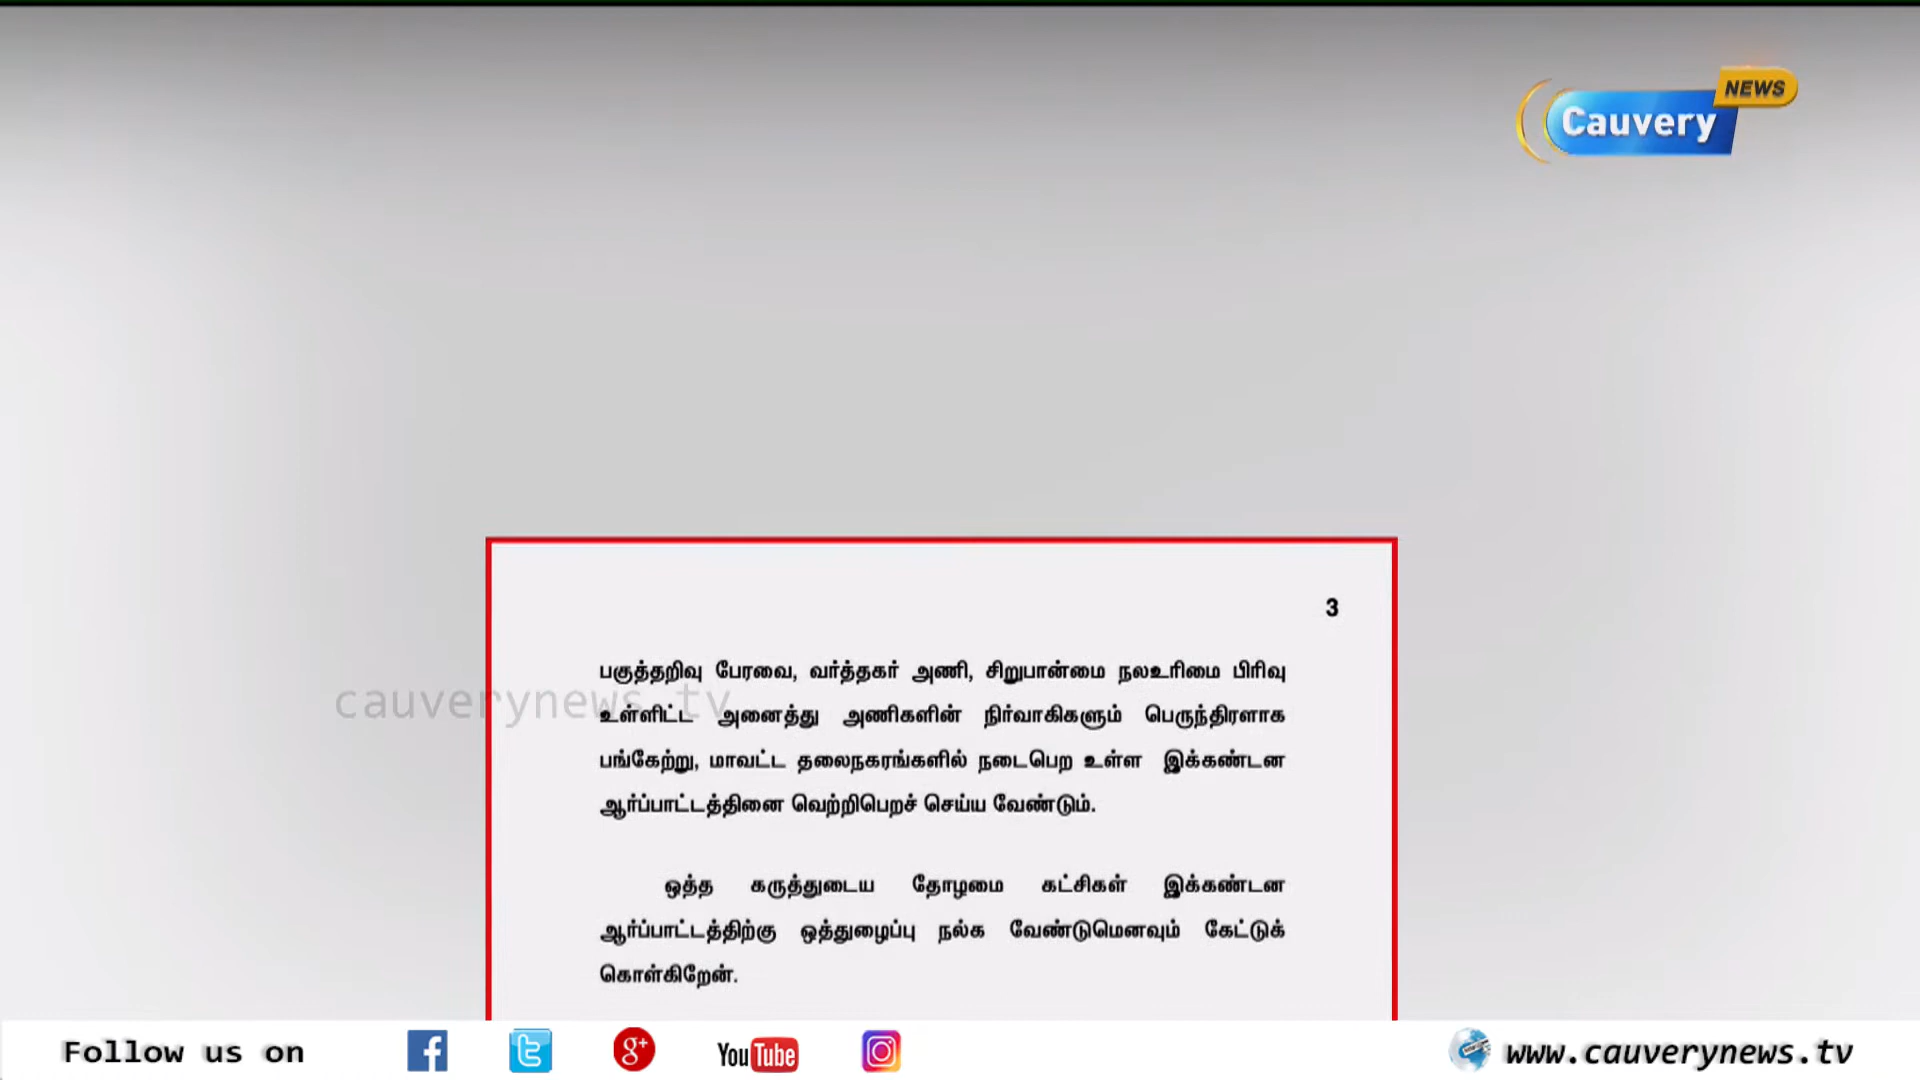 NEWS
Cauvery
3
பகுத்தறிவு பேரவை, வர்த்தகர் அணி, சிறுபான்மை நலஉரிமை பிரிவு
cauverynews.tv
உள்ளிட்ட அனைத்து அணிகளின் நிர்வாகிகளும் பெருந்திரளாக
பங்கேற்று, மாவட்ட தலைநகரங்களில் நடைபெற உள்ள இக்கண்டன
ஆர்ப்பாட்டத்தினை வெற்றிபெறச் செய்ய வேண்டும்.
ஒத்த கருத்துடைய தோழமை கட்சிகள் இக்கண்டன
ஆர்ப்பாட்டத்திற்கு ஒத்துழைப்பு நல்க வேண்டுமெனவும் கேட்டுக்
கொள்கிறேன்.
Follow us on f t g+ YouTube www.cauverynews.tv